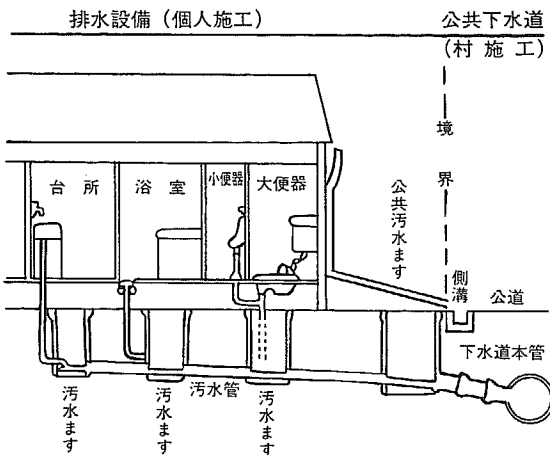 排水設備（個人施工）
公共下水道
（村施工）
境界
台所
浴室
小便器
大便器
公共汚水ます
側溝
公道
下水道本管
汚水管
汚水ます
汚水ます
汚水ます